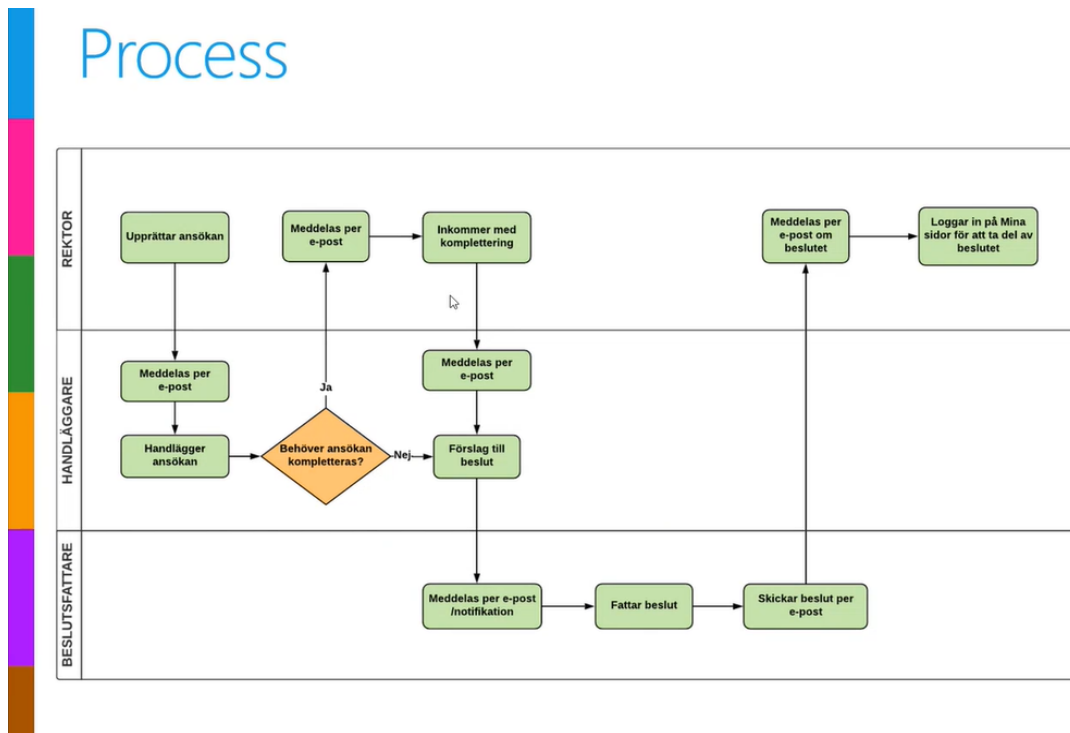 Process
REKTOR
Upprättar ansökan
Meddelas per
e-post
Inkommer med
komplettering
Meddelas per
e-post om
beslutet
Loggar in på Mina
sidor för att ta del av
beslutet
HANDLÄGGARE
Meddelas per
e-post
Handlägger
ansökan
Ja
Behöver ansökan
kompletteras?
Nej
Meddelas per
e-post
Förslag till
beslut
BESLUTSFATTARE
Meddelas per e-post
/notifikation
Fattar beslut
Skickar beslut per
e-post